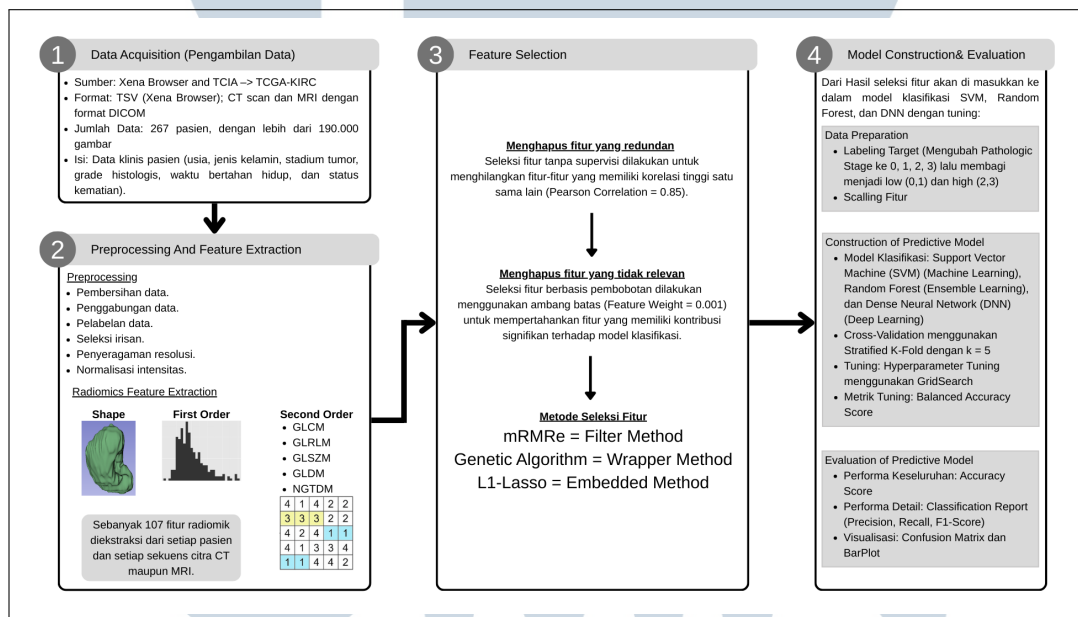 1
Data Acquisition (Pengambilan Data)
• Sumber: Xena Browser and TCIA –> TCGA-KIRC
• Format: TSV (Xena Browser); CT scan dan MRI dengan
format DICOM
• Jumlah Data: 267 pasien, dengan lebih dari 190.000
gambar
• Isi: Data klinis pasien (usia, jenis kelamin, stadium tumor,
grade histologis, waktu bertahan hidup, dan status
kematian).
2
Preprocessing And Feature Extraction
Preprocessing
• Pembersihan data.
• Penggabungan data.
• Pelabelan data.
• Seleksi irisan.
• Penyeragaman resolusi.
• Normalisasi intensitas.
Radiomics Feature Extraction
Shape
First Order
Second Order
• GLCM
• GLRLM
• GLSZM
• GLDM
• NGTDM
4 1 4 2 2
3 3 3 2 2
4 2 4 1 1
4 1 3 3 4
1 1 4 4 2
Sebanyak 107 fitur radiomik
diekstraksi dari setiap pasien
dan setiap sekuens citra CT
maupun MRI.
3
Feature Selection
Menghapus fitur yang redundan
Seleksi fitur tanpa supervisi dilakukan untuk
menghilangkan fitur-fitur yang memiliki korelasi tinggi satu
sama lain (Pearson Correlation = 0.85).
Menghapus fitur yang tidak relevan
Seleksi fitur berbasis pembobotan dilakukan
menggunakan ambang batas (Feature Weight = 0.001)
untuk mempertahankan fitur yang memiliki kontribusi
signifikan terhadap model klasifikasi.
Metode Seleksi Fitur
mRMRe = Filter Method
Genetic Algorithm = Wrapper Method
L1-Lasso = Embedded Method
4
Model Construction& Evaluation
Dari Hasil seleksi fitur akan di masukkan ke
dalam model klasifikasi SVM, Random
Forest, dan DNN dengan tuning:
Data Preparation
• Labeling Target (Mengubah Pathologic
Stage ke 0, 1, 2, 3) lalu membagi
menjadi low (0,1) dan high (2,3)
• Scalling Fitur
Construction of Predictive Model
• Model Klasifikasi: Support Vector
Machine (SVM) (Machine Learning),
Random Forest (Ensemble Learning),
dan Dense Neural Network (DNN)
(Deep Learning)
• Cross-Validation menggunakan
Stratified K-Fold dengan k = 5
• Tuning: Hyperparameter Tuning
menggunakan GridSearch
• Metrik Tuning: Balanced Accuracy
Score
Evaluation of Predictive Model
• Performa Keseluruhan: Accuracy
Score
• Performa Detail: Classification Report
(Precision, Recall, F1-Score)
• Visualisasi: Confusion Matrix dan
BarPlot